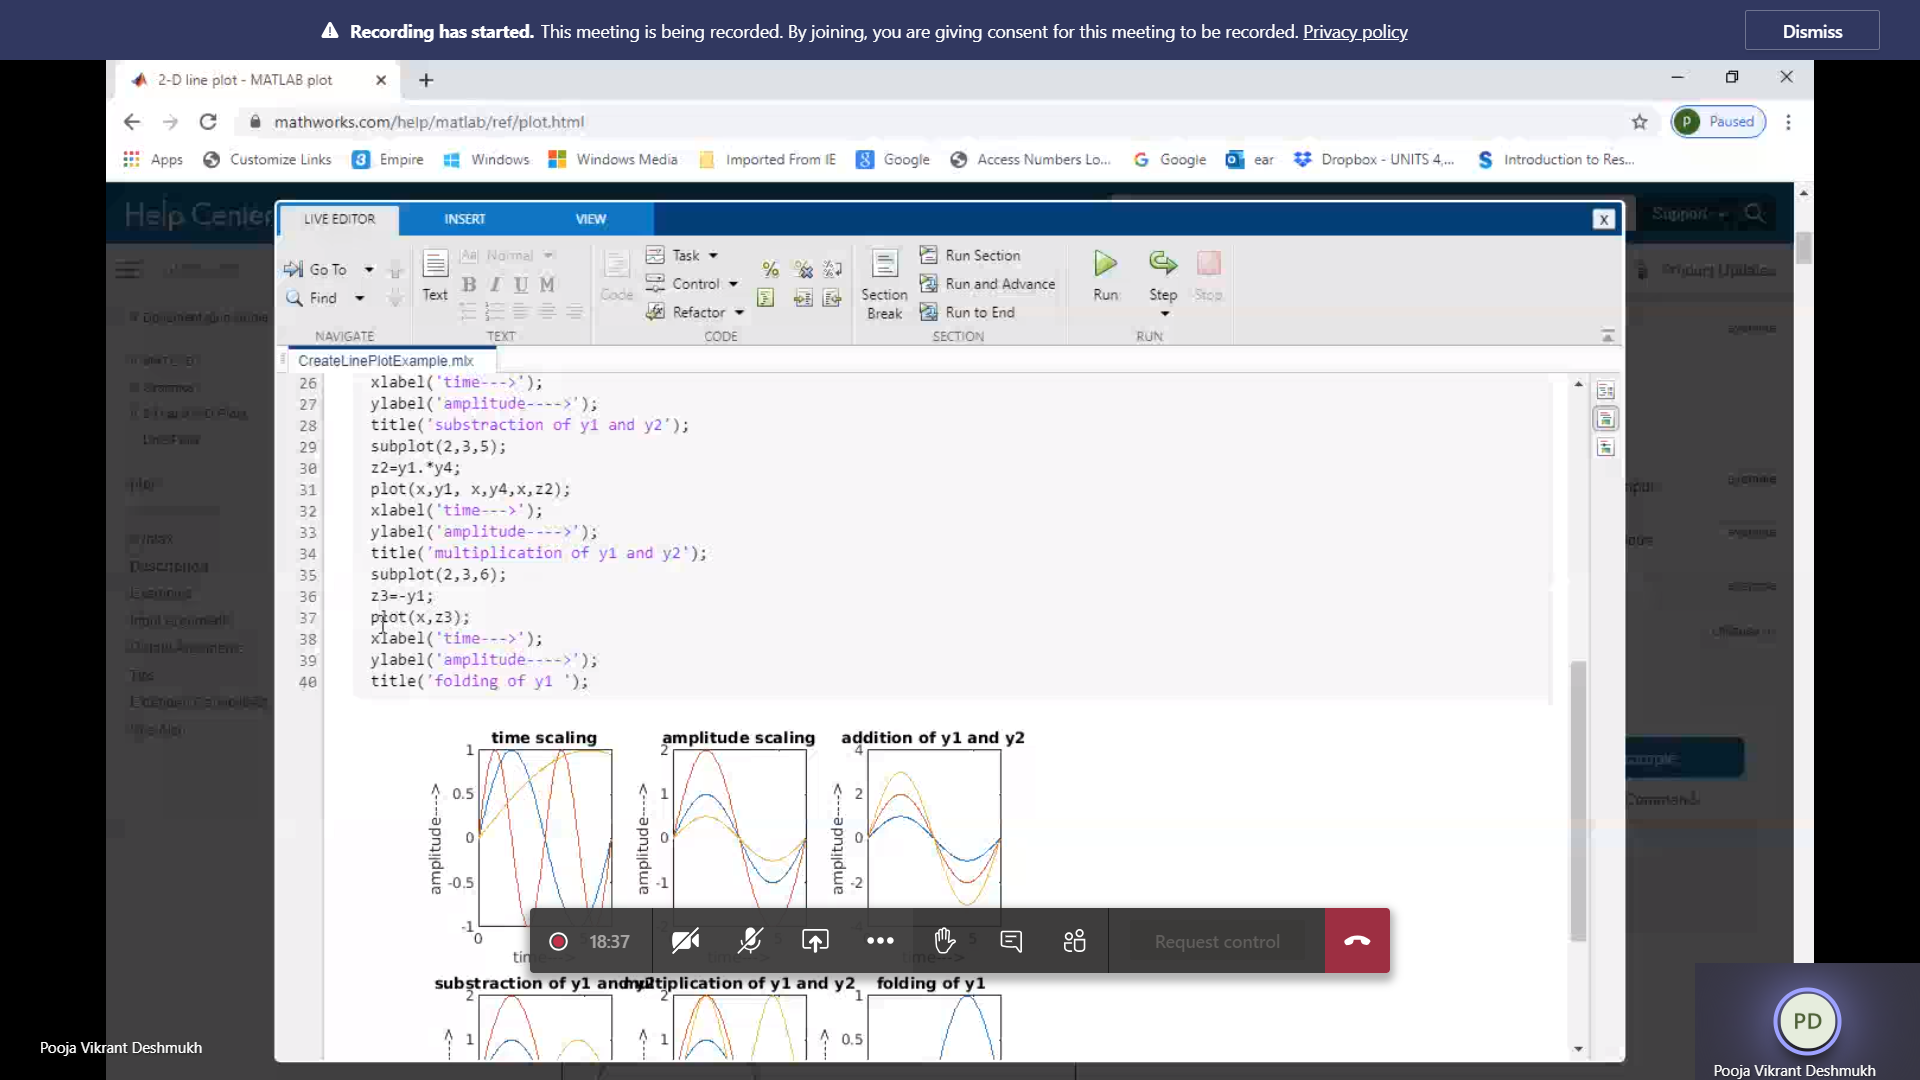 Recording has started. This meeting is being recorded. By joining, you are giving consent for this meeting to be recorded. Privacy policy
Dismiss
2-D line plot - MATLAB plot
mathworks.com/help/matlab/ref/plot.html
P Paused
Apps Customize Links Empire Windows Windows Media Imported From IE Google Access Numbers Lo... Google ear Dropbox - UNITS 4,... Introduction to Res...
Help Center
Support
LIVE EDITOR INSERT VIEW
X
Go To
Find
NAVIGATE
Text
Aa Normal
B I U M
TEXT
Code
Task
Control
Refactor
CODE
Section Break
Run Section
Run and Advance
Run to End
SECTION
Run
Step
Stop
RUN
Product Updates
CreateLinePlotExample.mlx
26 xlabel('time--->');
27 ylabel('amplitude---->');
28 title('substraction of y1 and y2');
29 subplot(2,3,5);
30 z2=y1.*y4;
31 plot(x,y1, x,y4,x,z2);
32 xlabel('time--->');
33 ylabel('amplitude---->');
34 title('multiplication of y1 and y2');
35 subplot(2,3,6);
36 z3=-y1;
37 plot(x,z3);
38 xlabel('time--->');
39 ylabel('amplitude---->');
40 title('folding of y1 ');
time scaling
1
0.5
0
-0.5
-1
0
amplitude--->
amplitude scaling
2
1
0
-1
amplitude--->
addition of y1 and y2
4
2
0
-2
amplitude--->
18:37
Request control
substraction of y1 and y2
2
1
multiplication of y1 and y2
2
1
folding of y1
1
0.5
Pooja Vikrant Deshmukh
PD
Pooja Vikrant Deshmukh